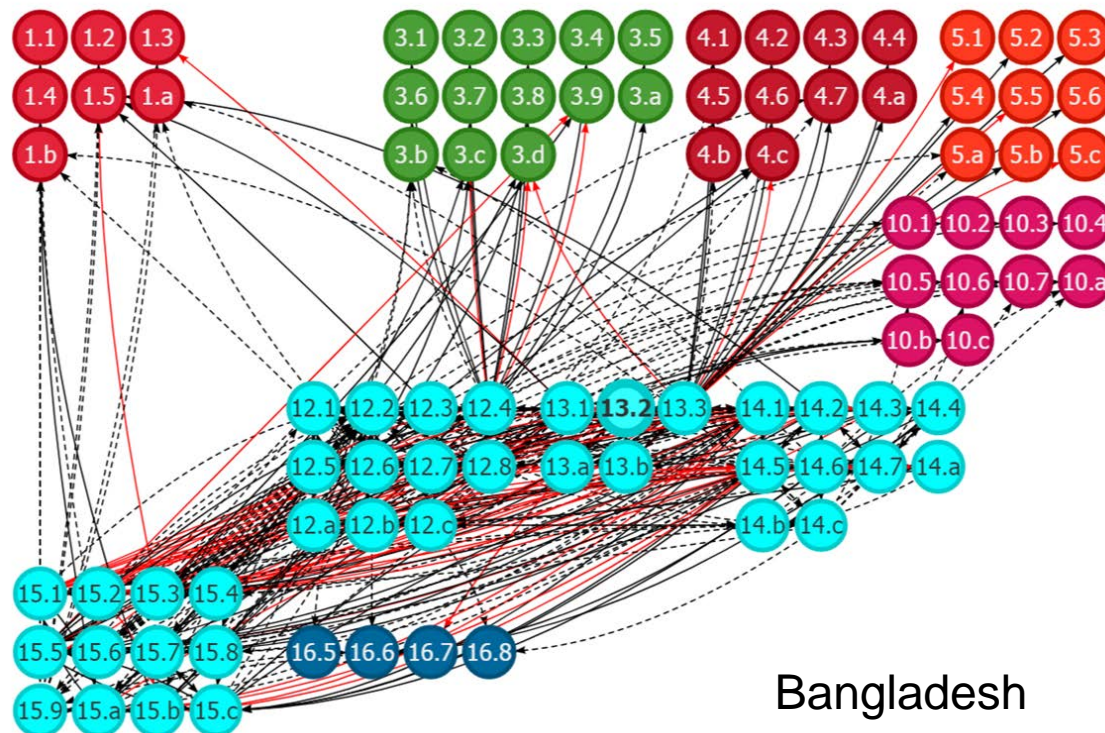 1.1 1.2 1.3 3.1 3.2 3.3 3.4 3.5 4.1 4.2 4.3 4.4 5.1 5.2 5.3
1.4 1.5 1.a 3.6 3.7 3.8 3.9 3.a 4.5 4.6 4.7 4.a 5.4 5.5 5.6
1.b 3.b 3.c 3.d 4.b 4.c 5.a 5.b 5.c
10.1 10.2 10.3 10.4
10.5 10.6 10.7 10.a
10.b 10.c
12.1 12.2 12.3 12.4 13.1 13.2 13.3 14.1 14.2 14.3 14.4
12.5 12.6 12.7 12.8 13.a 13.b 14.5 14.6 14.7 14.a
12.a 12.b 12.c 14.b 14.c
15.1 15.2 15.3 15.4
15.5 15.6 15.7 15.8 16.5 16.6 16.7 16.8
15.9 15.a 15.b 15.c
Bangladesh